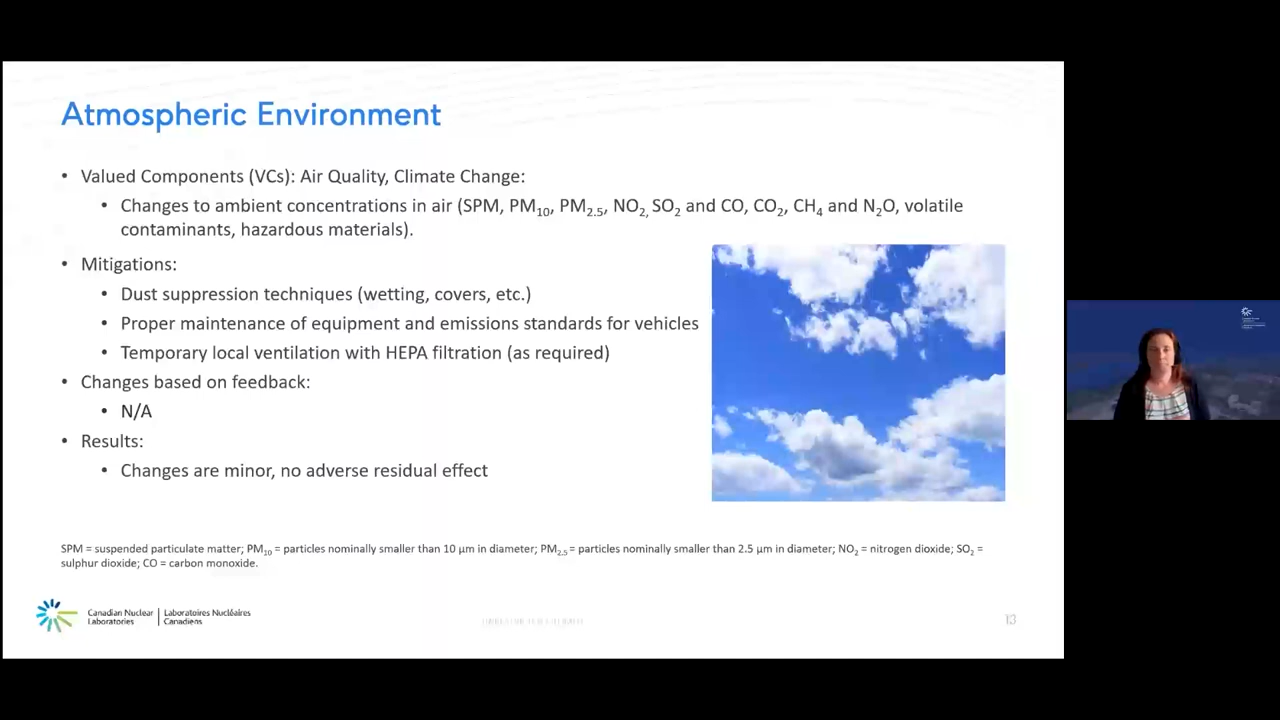 Atmospheric Environment
• Valued Components (VCs): Air Quality, Climate Change:
• Changes to ambient concentrations in air (SPM, PM10, PM2.5, NO2, SO2 and CO, CO2, CH4 and N2O, volatile
contaminants, hazardous materials).
• Mitigations:
• Dust suppression techniques (wetting, covers, etc.)
• Proper maintenance of equipment and emissions standards for vehicles
• Temporary local ventilation with HEPA filtration (as required)
• Changes based on feedback:
• N/A
• Results:
• Changes are minor, no adverse residual effect
SPM = suspended particulate matter; PM10 = particles nominally smaller than 10 µm in diameter; PM2.5 = particles nominally smaller than 2.5 µm in diameter; NO2 = nitrogen dioxide; SO2 =
sulphur dioxide; CO = carbon monoxide.
Canadian Nuclear | Laboratoires Nucléaires
Laboratories | Canadiens
13